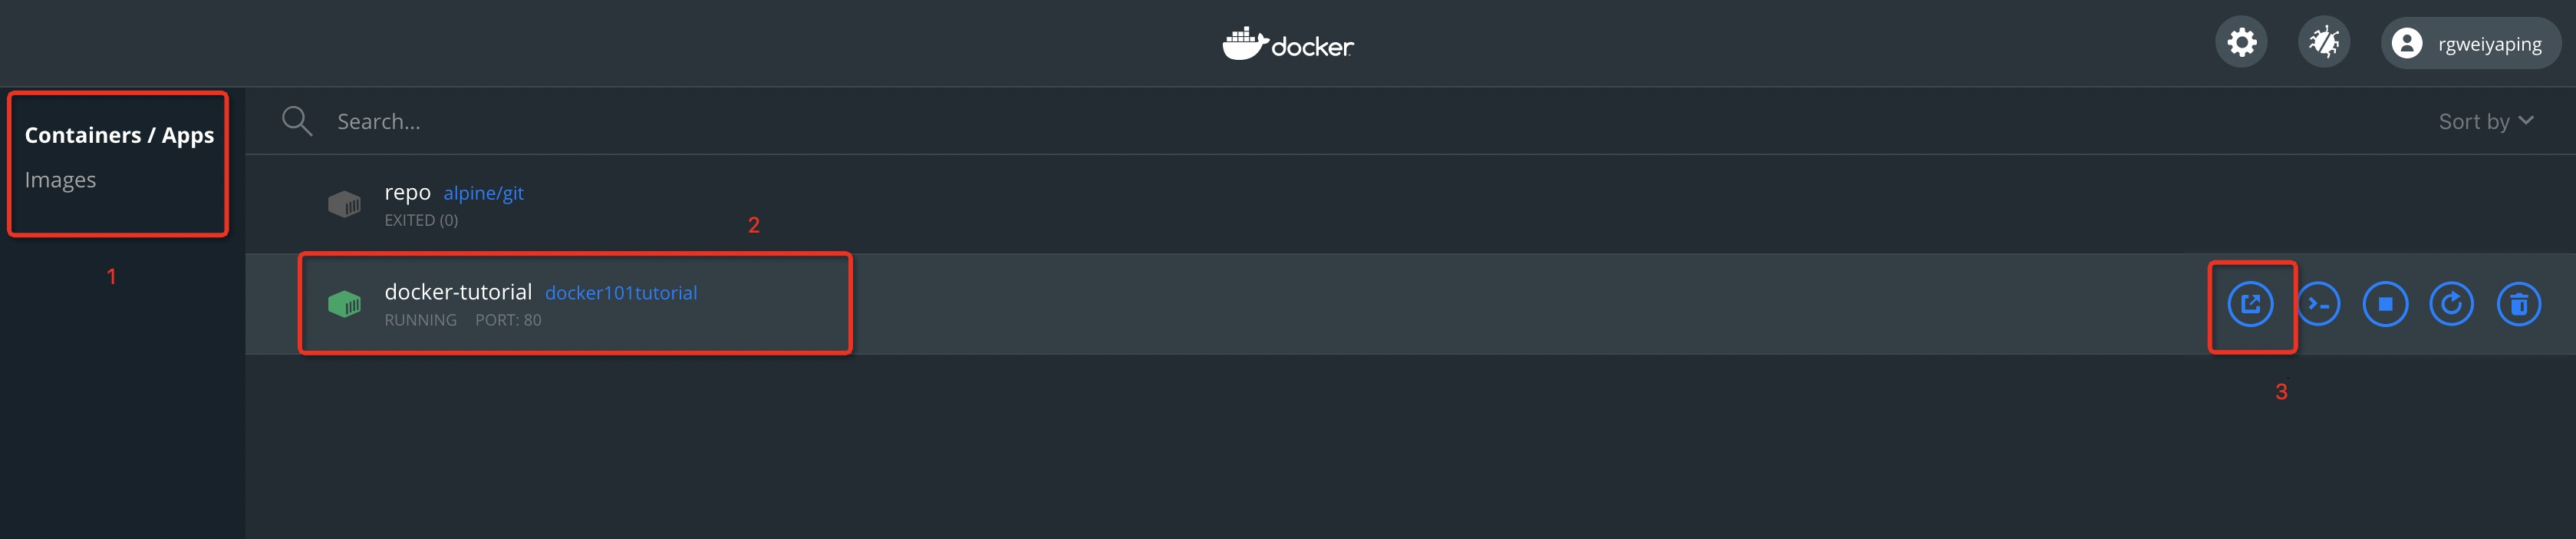 docker
rgweiyaping
Containers / Apps
Images
1
Search...
Sort by
repo alpine/git
EXITED (0)
2
docker-tutorial docker101tutorial
RUNNING PORT: 80
3